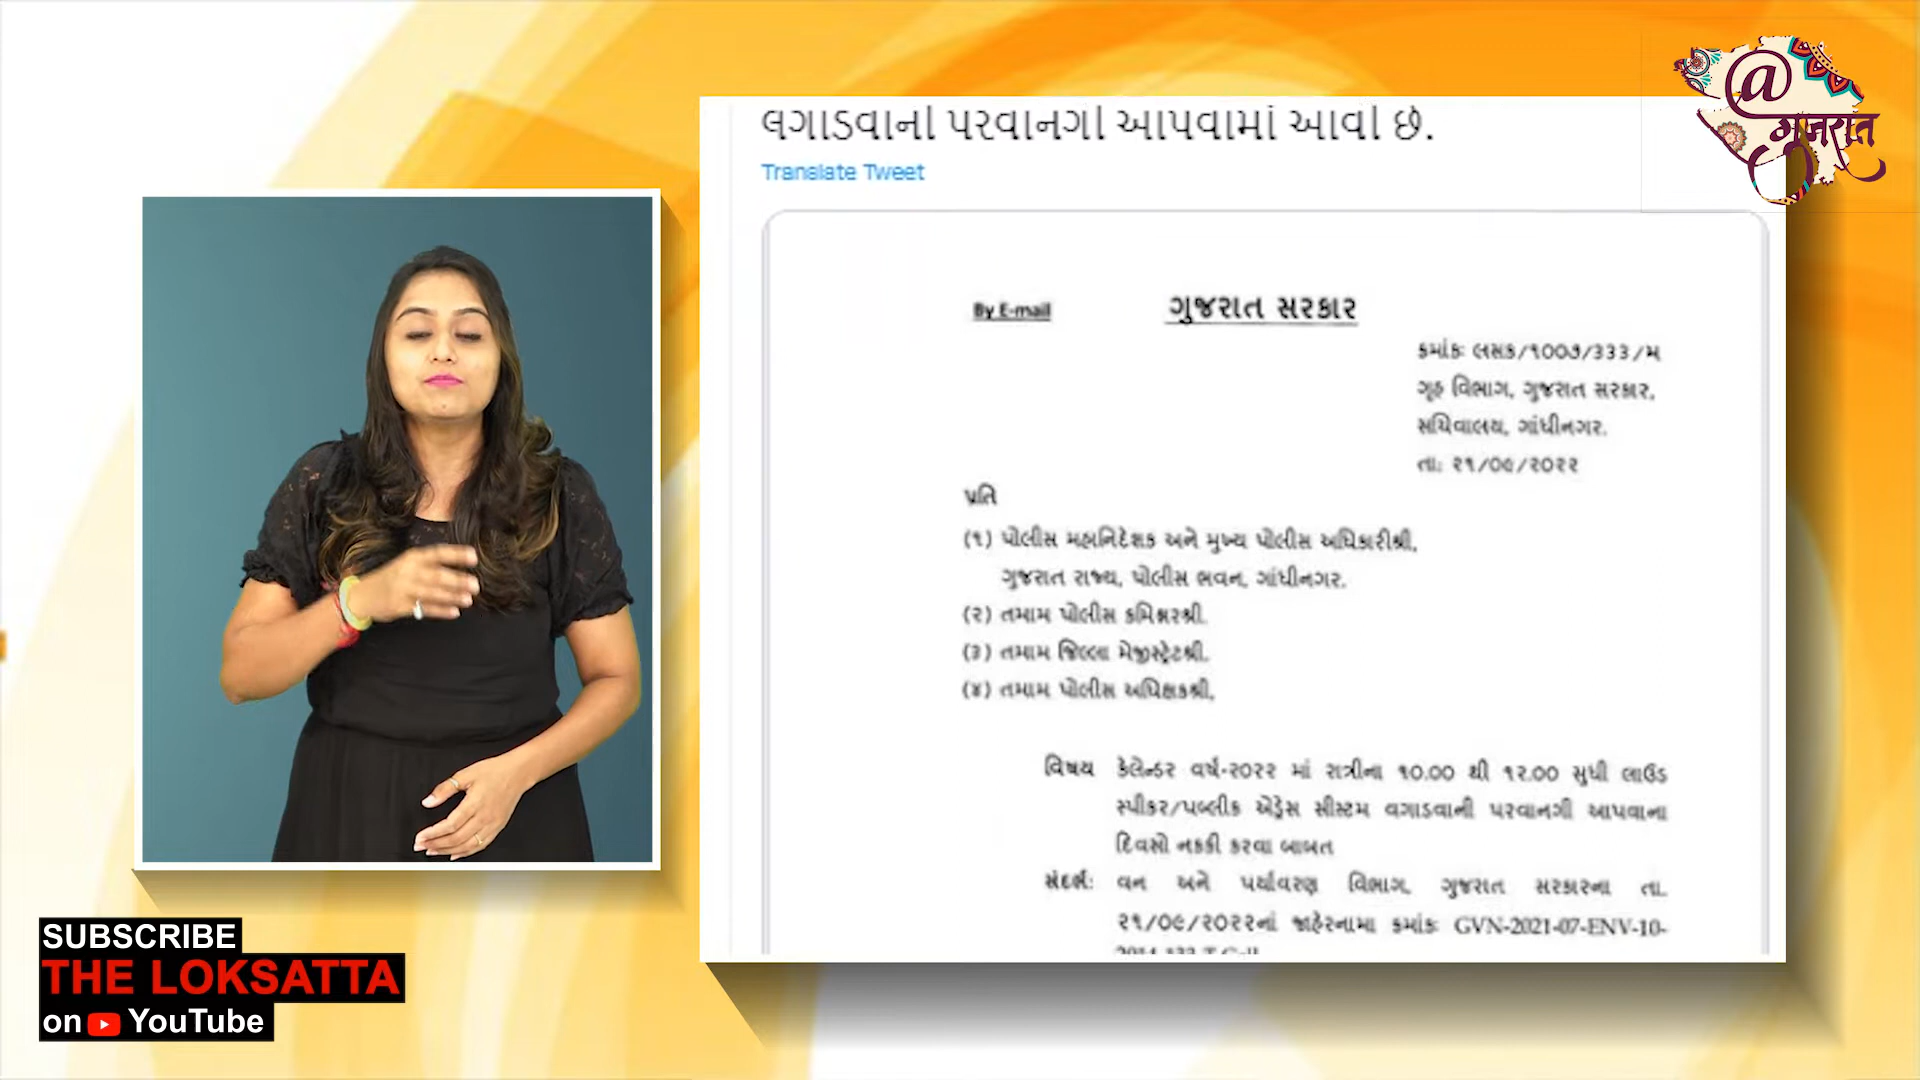 લગાડવાની પરવાનગી આપવામાં આવી છે.
Translate Tweet
@ગુજરાત
By E-mail
ગુજરાત સરકાર
ક્રમાંક: લસક/૧૦૦૭/૩૩૩/મ
ગૃહ વિભાગ, ગુજરાત સરકાર,
સચિવાલય, ગાંધીનગર.
તા: ૨૧/૦૯/૨૦૨૨
પ્રતિ
(૧) પોલીસ મહાનિદેશક અને મુખ્ય પોલીસ અધિકારીશ્રી,
ગુજરાત રાજ્ય, પોલીસ ભવન, ગાંધીનગર.
(૨) તમામ પોલીસ કમિશ્નરશ્રી.
(૩) તમામ જિલ્લા મેજીસ્ટ્રેટશ્રી.
(૪) તમામ પોલીસ અધિક્ષકશ્રી,
વિષય કેલેન્ડર વર્ષ-૨૦૨૨ માં રાત્રીના ૧૦.૦૦ થી ૧૨.૦૦ સુધી લાઉડ
સ્પીકર/પબ્લીક એડ્રેસ સીસ્ટમ વગાડવાની પરવાનગી આપવાના
દિવસો નકકી કરવા બાબત
સંદર્ભ: વન અને પર્યાવરણ વિભાગ, ગુજરાત સરકારના તા.
૨૧/૦૯/૨૦૨૨નાં જાહેરનામા ક્રમાંક GVN-2021-07-ENV-10-
SUBSCRIBE
THE LOKSATTA
on YouTube